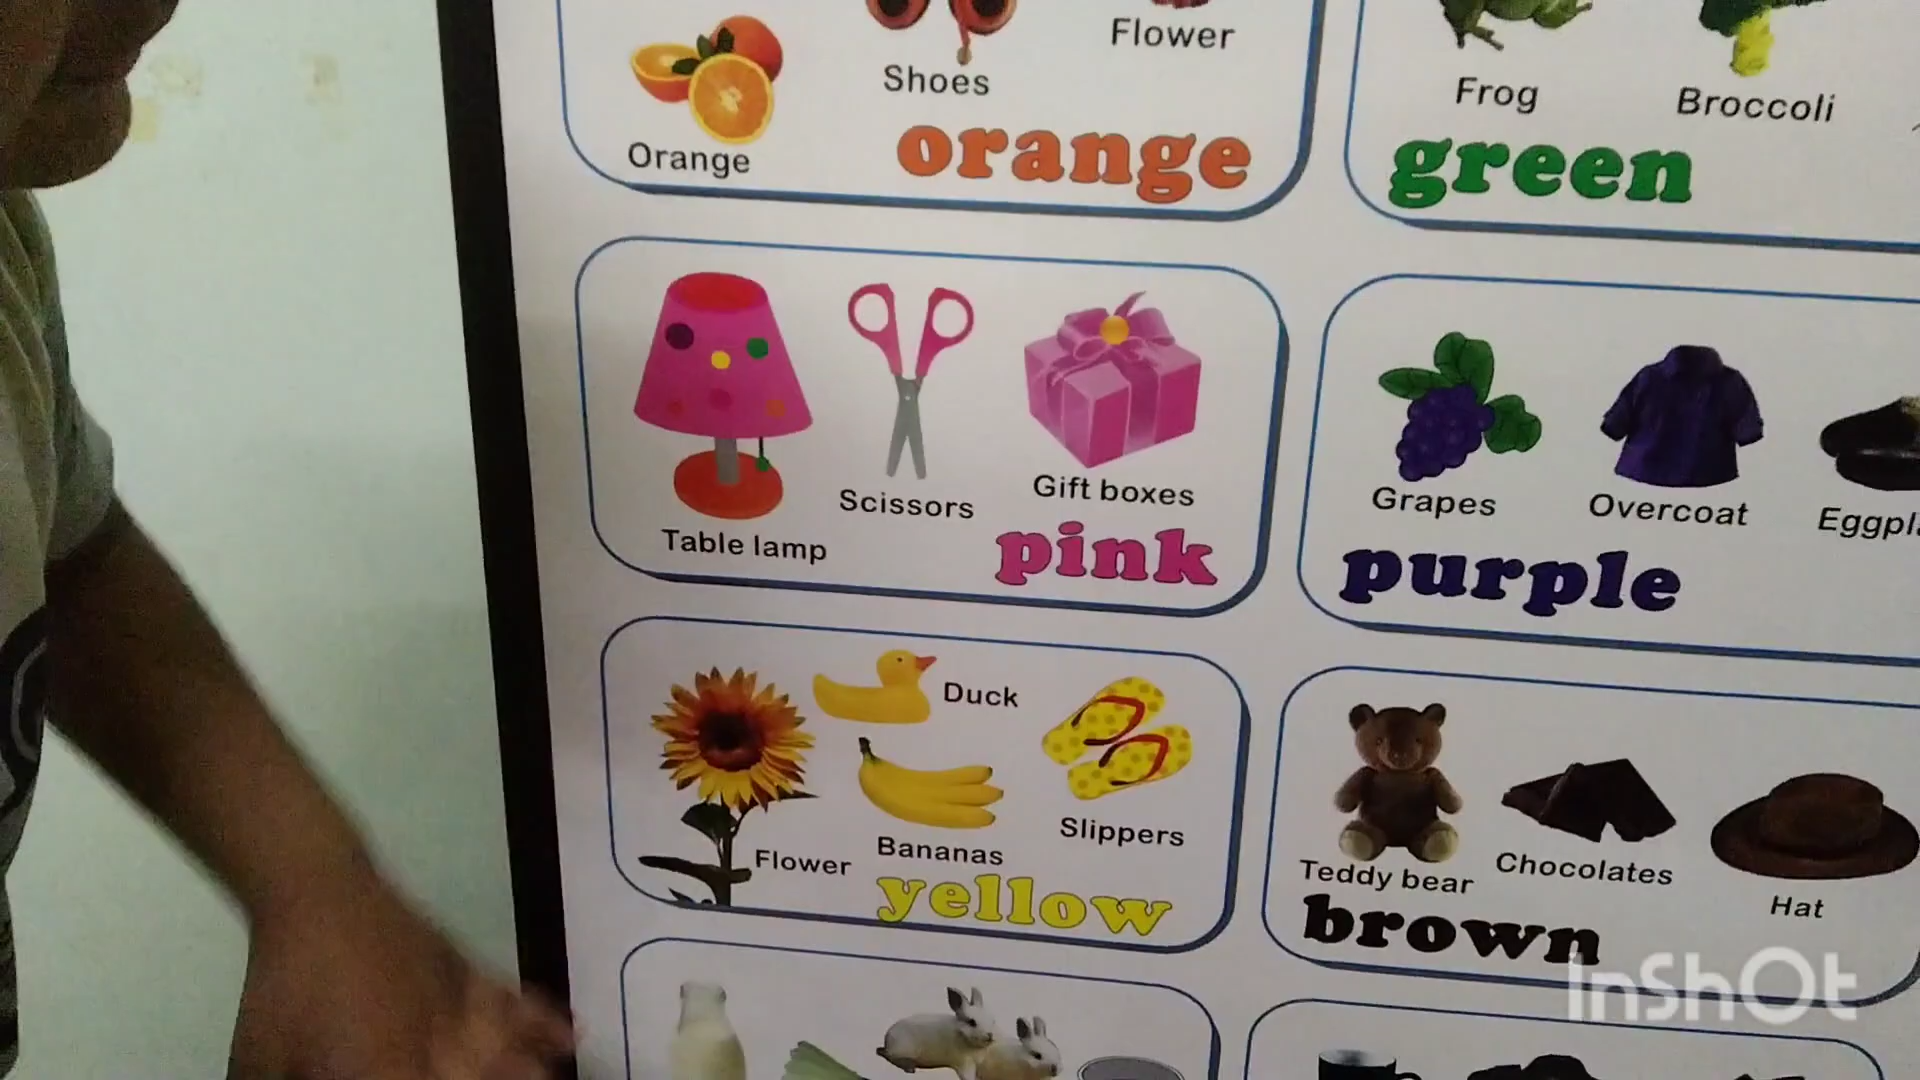 Flower
Shoes
Orange
orange
Frog
Broccoli
green
Table lamp
Scissors
Gift boxes
pink
Grapes
Overcoat
Eggpl
purple
Duck
Flower
Bananas
Slippers
yellow
Teddy bear
Chocolates
Hat
brown
InShOt